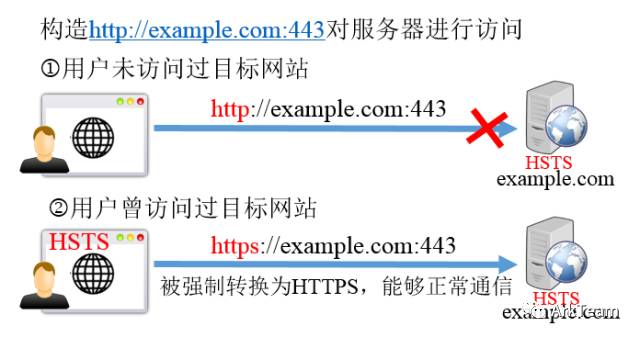 构造http://example.com:443对服务器进行访问
①用户未访问过目标网站
http://example.com:443
HSTS
example.com
②用户曾访问过目标网站
HSTS
https://example.com:443
被强制转换为HTTPS，能够正常通信
HSTS
example.com
ArkTeam